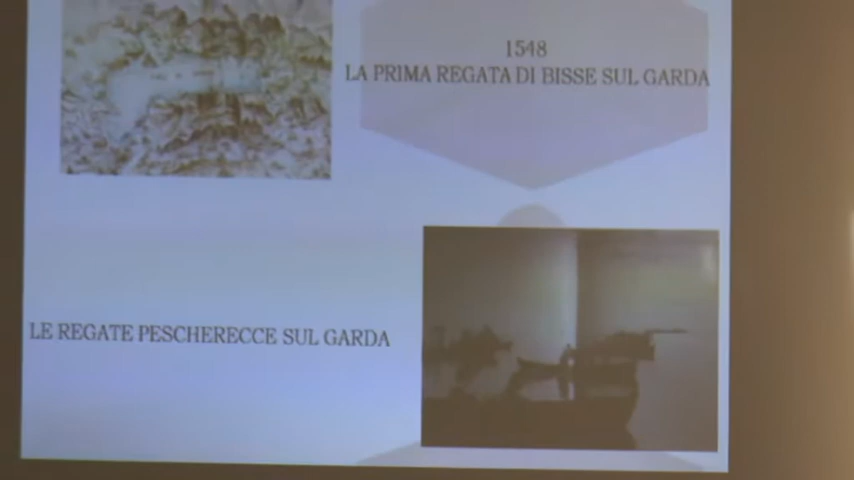 1548
LA PRIMA REGATA DI BISSE SUL GARDA
LE REGATE PESCHERECCE SUL GARDA